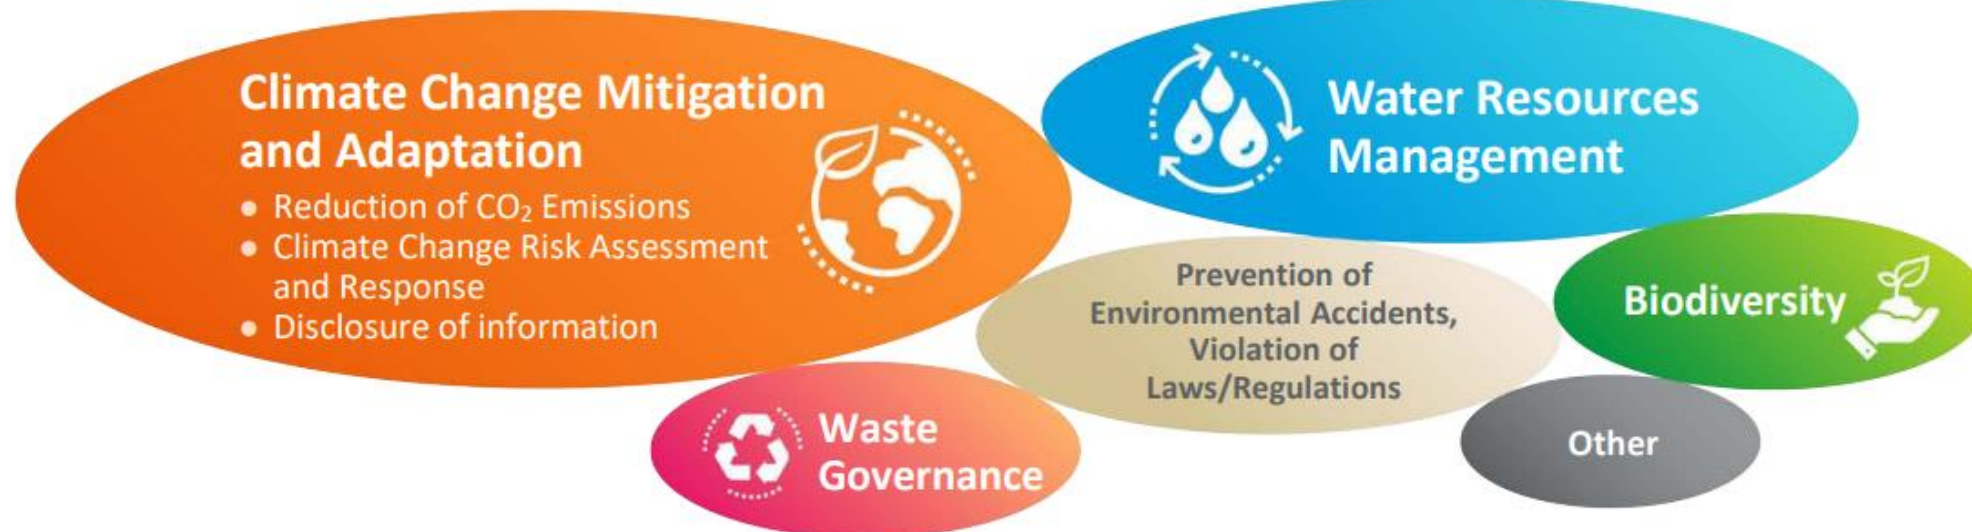 Climate Change Mitigation
and Adaptation
● Reduction of CO₂ Emissions
● Climate Change Risk Assessment
and Response
● Disclosure of information
Water Resources
Management
Prevention of
Environmental Accidents,
Violation of
Laws/Regulations
Biodiversity
Waste
Governance
Other